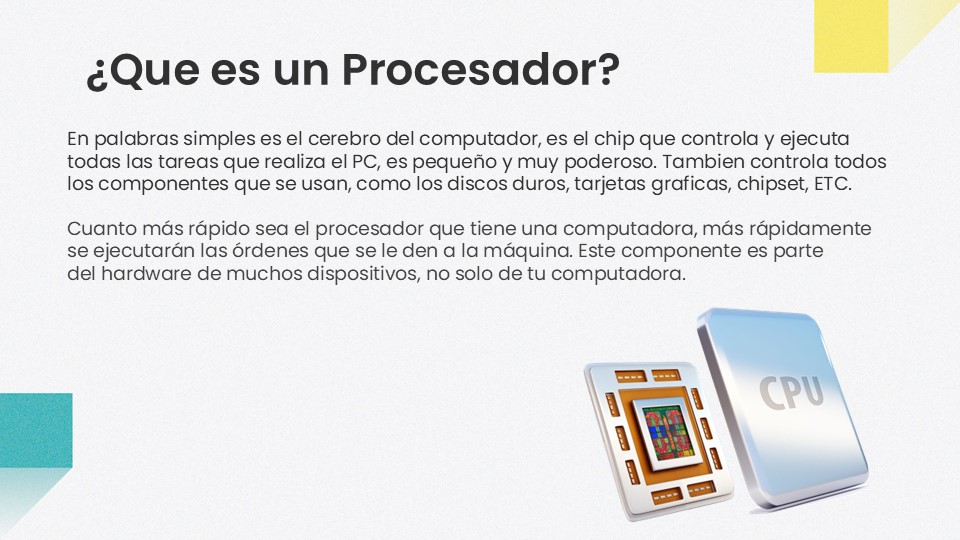 ¿Que es un Procesador?
En palabras simples es el cerebro del computador, es el chip que controla y ejecuta
todas las tareas que realiza el PC, es pequeño y muy poderoso. Tambien controla todos
los componentes que se usan, como los discos duros, tarjetas graficas, chipset, ETC.
Cuanto más rápido sea el procesador que tiene una computadora, más rápidamente
se ejecutarán las órdenes que se le den a la máquina. Este componente es parte
del hardware de muchos dispositivos, no solo de tu computadora.
CPU